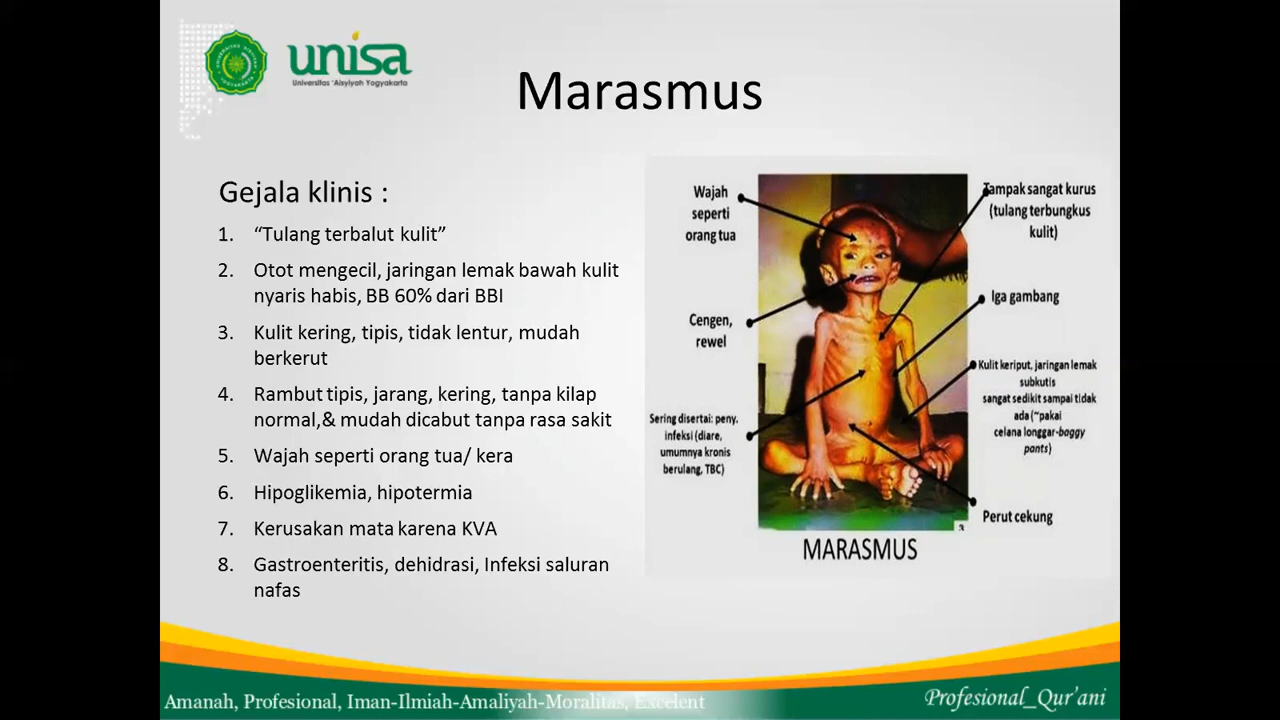 unisa
Universitas 'Aisyiyah Yogyakarta
Marasmus
Gejala klinis :
1. “Tulang terbalut kulit”
2. Otot mengecil, jaringan lemak bawah kulit
nyaris habis, BB 60% dari BBI
3. Kulit kering, tipis, tidak lentur, mudah
berkerut
4. Rambut tipis, jarang, kering, tanpa kilap
normal,& mudah dicabut tanpa rasa sakit
5. Wajah seperti orang tua/ kera
6. Hipoglikemia, hipotermia
7. Kerusakan mata karena KVA
8. Gastroenteritis, dehidrasi, Infeksi saluran
nafas
Wajah
seperti
orang tua
Cengen,
rewel
Sering disertai: peny.
infeksi (diare,
umumnya kronis
berulang, TBC)
Tampak sangat kurus
(tulang terbungkus
kulit)
Iga gambang
Kulit keriput, jaringan lemak
subkutis
sangat sedikit sampai tidak
ada (~pakai
celana longgar-baggy
pants)
Perut cekung
3
MARASMUS
Amanah, Profesional, Iman-Ilmiah-Amaliyah-Moralitas, Excelent
Profesional_Qur'ani